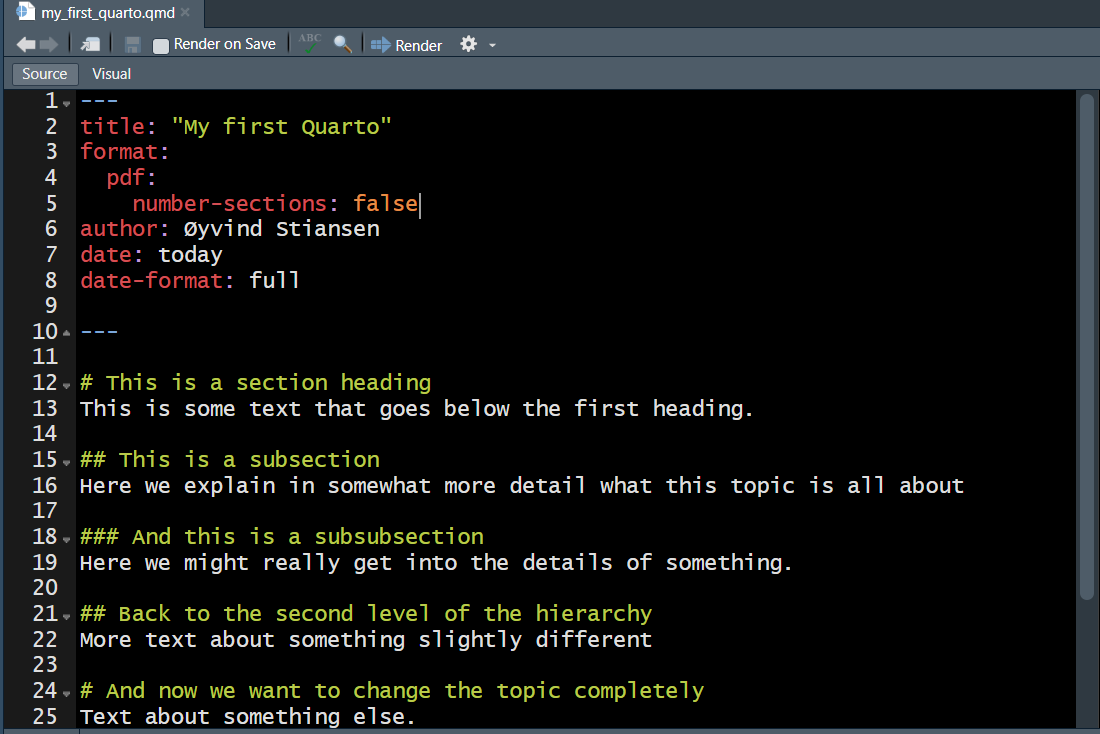 my_first_quarto.qmd
Render on Save ABC Render
Source Visual
1 ---
2 title: "My first Quarto"
3 format:
4   pdf:
5     number-sections: false
6 author: Øyvind Stiansen
7 date: today
8 date-format: full
9
10 ---
11
12 # This is a section heading
13 This is some text that goes below the first heading.
14
15 ## This is a subsection
16 Here we explain in somewhat more detail what this topic is all about
17
18 ### And this is a subsubsection
19 Here we might really get into the details of something.
20
21 ## Back to the second level of the hierarchy
22 More text about something slightly different
23
24 # And now we want to change the topic completely
25 Text about something else.